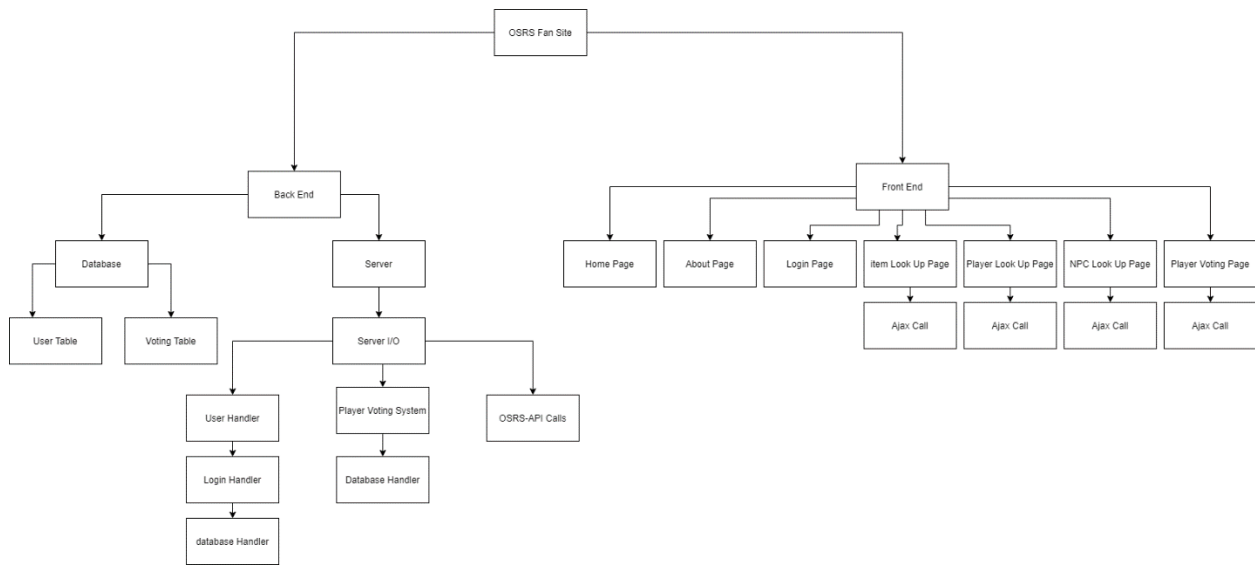 OSRS Fan Site
Back End
Front End
Database
Server
Home Page
About Page
Login Page
item Look Up Page
Player Look Up Page
NPC Look Up Page
Player Voting Page
User Table
Voting Table
Server I/O
Ajax Call
Ajax Call
Ajax Call
Ajax Call
User Handler
Player Voting System
OSRS-API Calls
Login Handler
Database Handler
database Handler